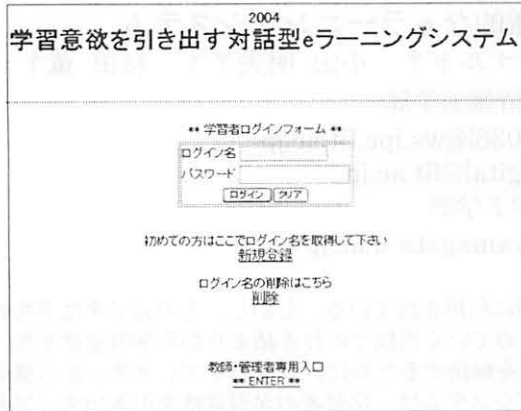 2004
学習意欲を引き出す対話型eラーニングシステム
** 学習者ログインフォーム **
ログイン名
パスワード
ログイン クリア
初めての方はここでログイン名を取得して下さい
新規登録
ログイン名の削除はこちら
削除
教師・管理者専用入口
** ENTER **